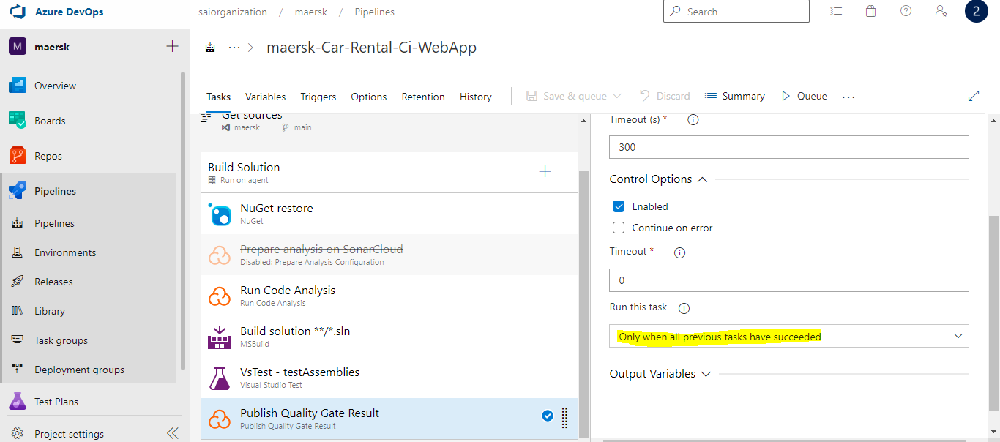 Azure DevOps
saiorganization / maersk / Pipelines
Search
2
M maersk
Overview
Boards
Repos
Pipelines
Pipelines
Environments
Releases
Library
Task groups
Deployment groups
Test Plans
Project settings
... > maersk-Car-Rental-Ci-WebApp
Tasks Variables Triggers Options Retention History
Save & queue Discard Summary Queue ...
Get sources
maersk main
Build Solution
Run on agent
NuGet restore
NuGet
Prepare analysis on SonarCloud
Disabled: Prepare Analysis Configuration
Run Code Analysis
Run Code Analysis
Build solution **/*.sln
MSBuild
VsTest - testAssemblies
Visual Studio Test
Publish Quality Gate Result
Publish Quality Gate Result
Timeout (s) *
300
Control Options
Enabled
Continue on error
Timeout *
0
Run this task
Only when all previous tasks have succeeded
Output Variables